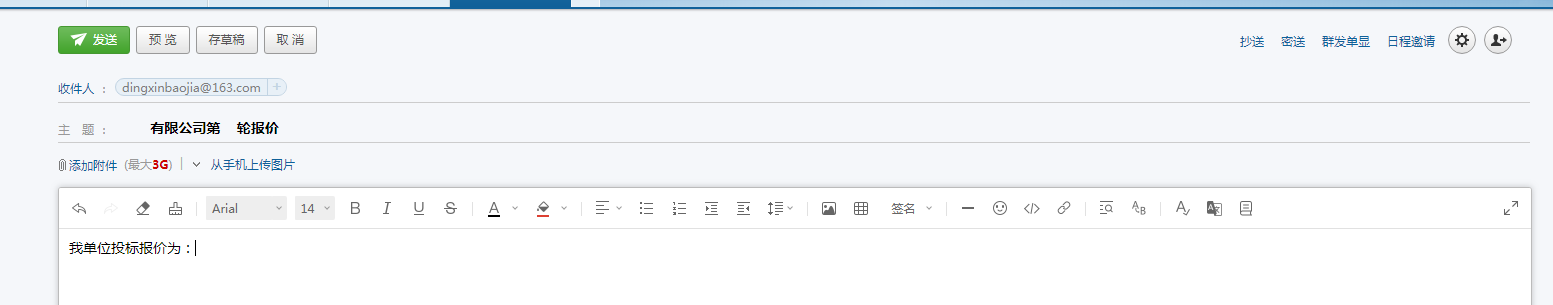 发送 预 览 存草稿 取 消 抄送 密送 群发单显 日程邀请
收件人 : dingxinbaojia@163.com +
主 题 : 有限公司第 轮报价
添加附件 (最大3G) | 从手机上传图片
Arial 14 B I U S A 签名
我单位投标报价为：